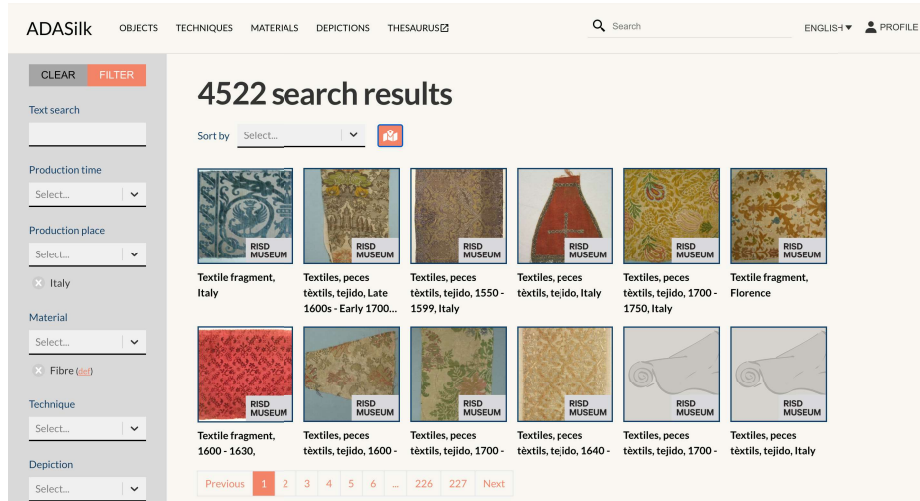 ADASilk OBJECTS TECHNIQUES MATERIALS DEPICTIONS THESAURUS Search ENGLISH PROFILE
CLEAR FILTER
Text search
Production time
Select...
Production place
Select...
Italy
Material
Select...
Fibre (def)
Technique
Select...
Depiction
Select...
4522 search results
Sort by Select...
RISD MUSEUM
RISD MUSEUM
RISD MUSEUM
RISD MUSEUM
RISD MUSEUM
RISD MUSEUM
Textile fragment,
Italy
Textiles, peces
tèxtils, tejido, Late
1600s - Early 1700...
Textiles, peces
tèxtils, tejido, 1550 -
1599, Italy
Textiles, peces
tèxtils, tejido, Italy
Textiles, peces
tèxtils, tejido, 1700 -
1750, Italy
Textile fragment,
Florence
RISD MUSEUM
RISD MUSEUM
RISD MUSEUM
RISD MUSEUM
RISD MUSEUM
RISD MUSEUM
Textile fragment,
1600 - 1630,
Textiles, peces
tèxtils, tejido, 1600 -
Textiles, peces
tèxtils, tejido, 1700 -
Textiles, peces
tèxtils, tejido, 1640 -
Textiles, peces
tèxtils, tejido, 1700 -
Textiles, peces
tèxtils, tejido, Italy
Previous 1 2 3 4 5 6 ... 226 227 Next